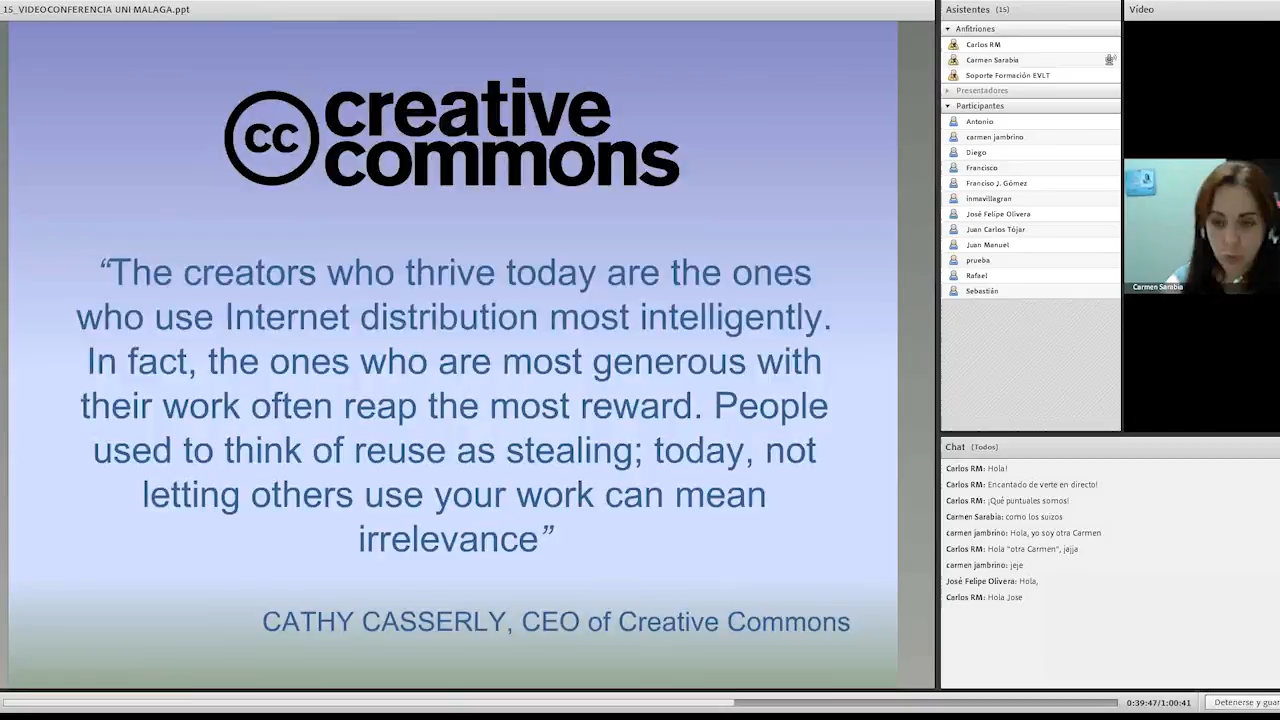 _15_VIDEOCONFERENCIA UNI MALAGA.ppt
cc creative
commons
“The creators who thrive today are the ones
who use Internet distribution most intelligently.
In fact, the ones who are most generous with
their work often reap the most reward. People
used to think of reuse as stealing; today, not
letting others use your work can mean
irrelevance”
CATHY CASSERLY, CEO of Creative Commons
Asistentes (15)
Anfitriones
Carlos RM
Carmen Sarabia
Soporte Formación EVLT
Presentadores
Participantes
Antonio
carmen jambrino
Diego
Francisco
Franciso J. Gómez
inmavillagran
José Felipe Olivera
Juan Carlos Tójar
Juan Manuel
prueba
Rafael
Sebastián
Vídeo
Carmen Sarabia
Chat (Todos)
Carlos RM: Hola!
Carlos RM: Encantado de verte en directo!
Carlos RM: ¡Qué puntuales somos!
Carmen Sarabia: como los suizos
carmen jambrino: Hola, yo soy otra Carmen
Carlos RM: Hola "otra Carmen", jajja
carmen jambrino: jeje
José Felipe Olivera: Hola,
Carlos RM: Hola Jose
0:39:47/1:00:41
Detenerse y guar